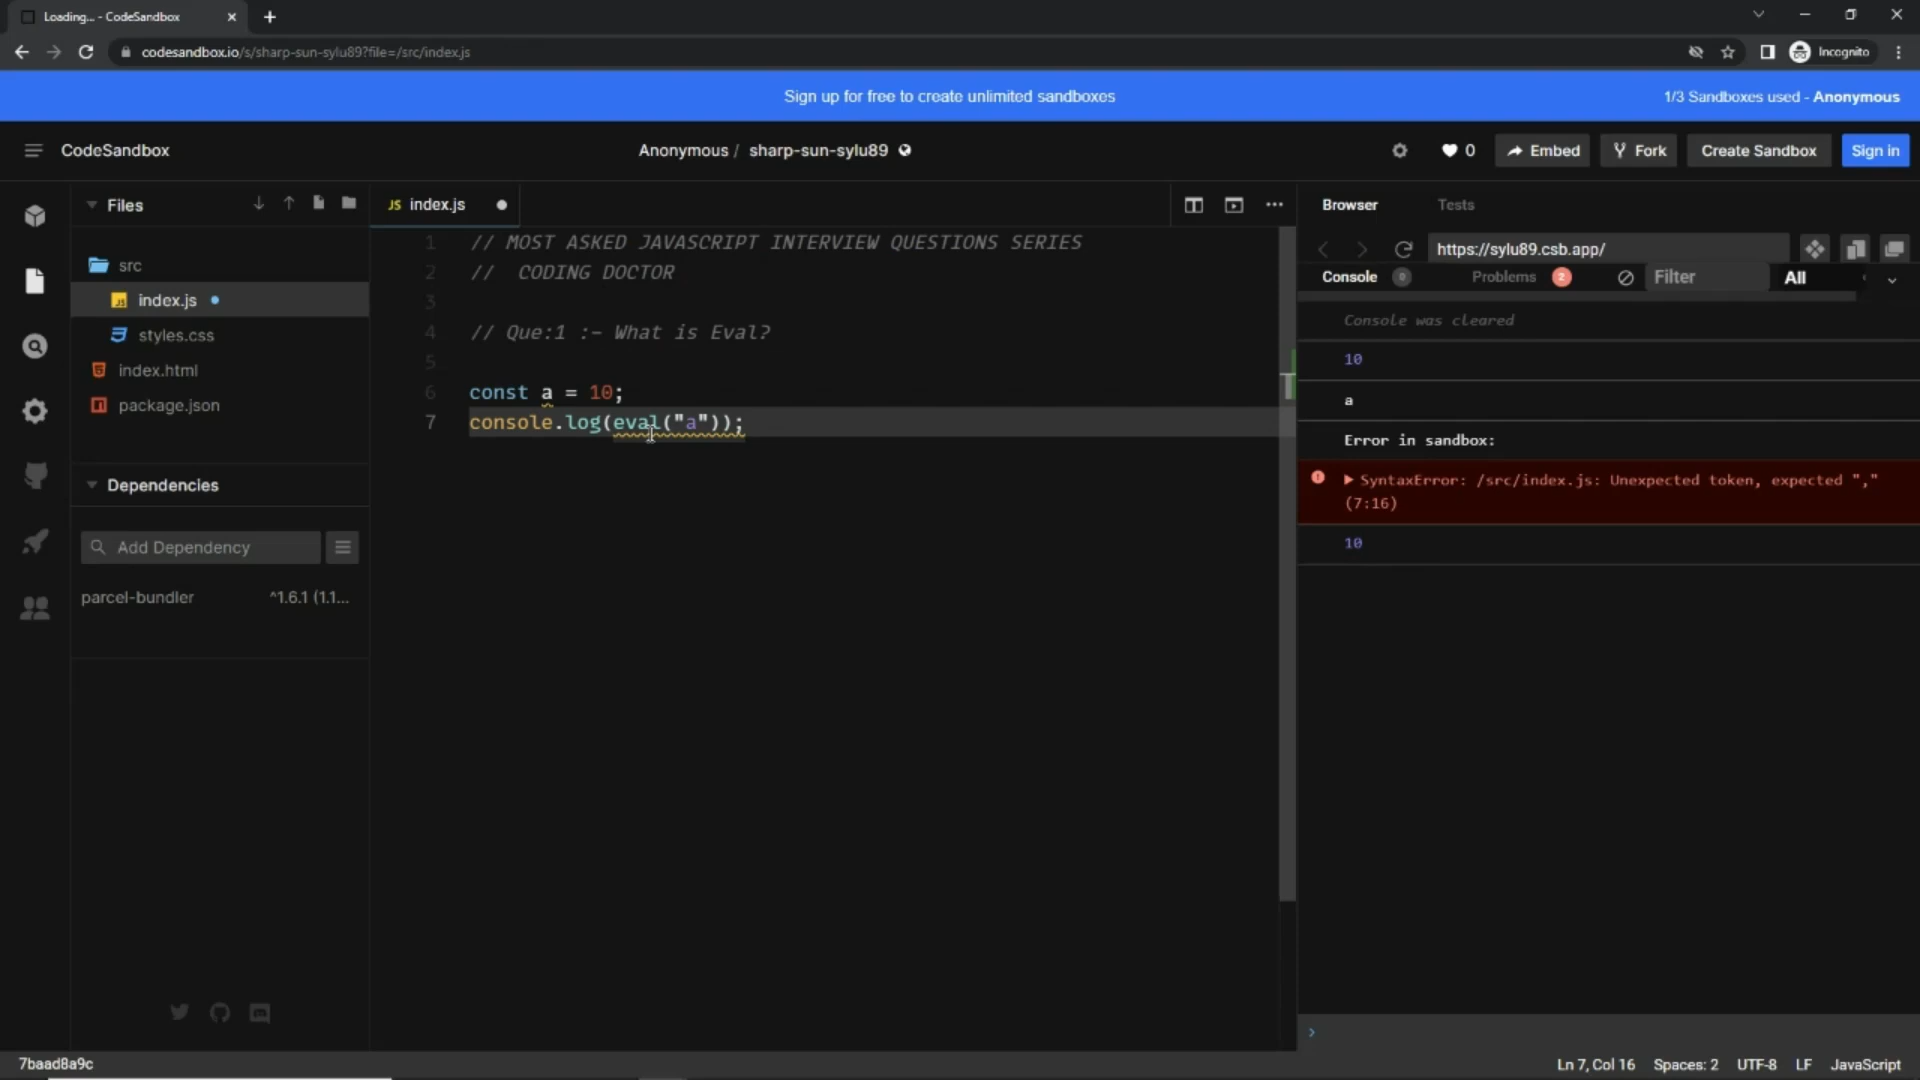 Loading... - CodeSandbox
codesandbox.io/s/sharp-sun-sylu89?file=/src/index.js
Incognito
Sign up for free to create unlimited sandboxes
1/3 Sandboxes used - Anonymous
CodeSandbox
Anonymous / sharp-sun-sylu89
0
Embed
Fork
Create Sandbox
Sign in
Files
src
index.js
styles.css
index.html
package.json
Dependencies
Add Dependency
parcel-bundler ^1.6.1 (1.1...
JS index.js
1 // MOST ASKED JAVASCRIPT INTERVIEW QUESTIONS SERIES
2 // CODING DOCTOR
3
4 // Que:1 :- What is Eval?
5
6 const a = 10;
7 console.log(eval("a"));
Browser Tests
https://sylu89.csb.app/
Console 0 Problems 2 Filter All
Console was cleared
10
a
Error in sandbox:
SyntaxError: /src/index.js: Unexpected token, expected ","
(7:16)
10
7baad8a9c
Ln 7, Col 16 Spaces: 2 UTF-8 LF JavaScript